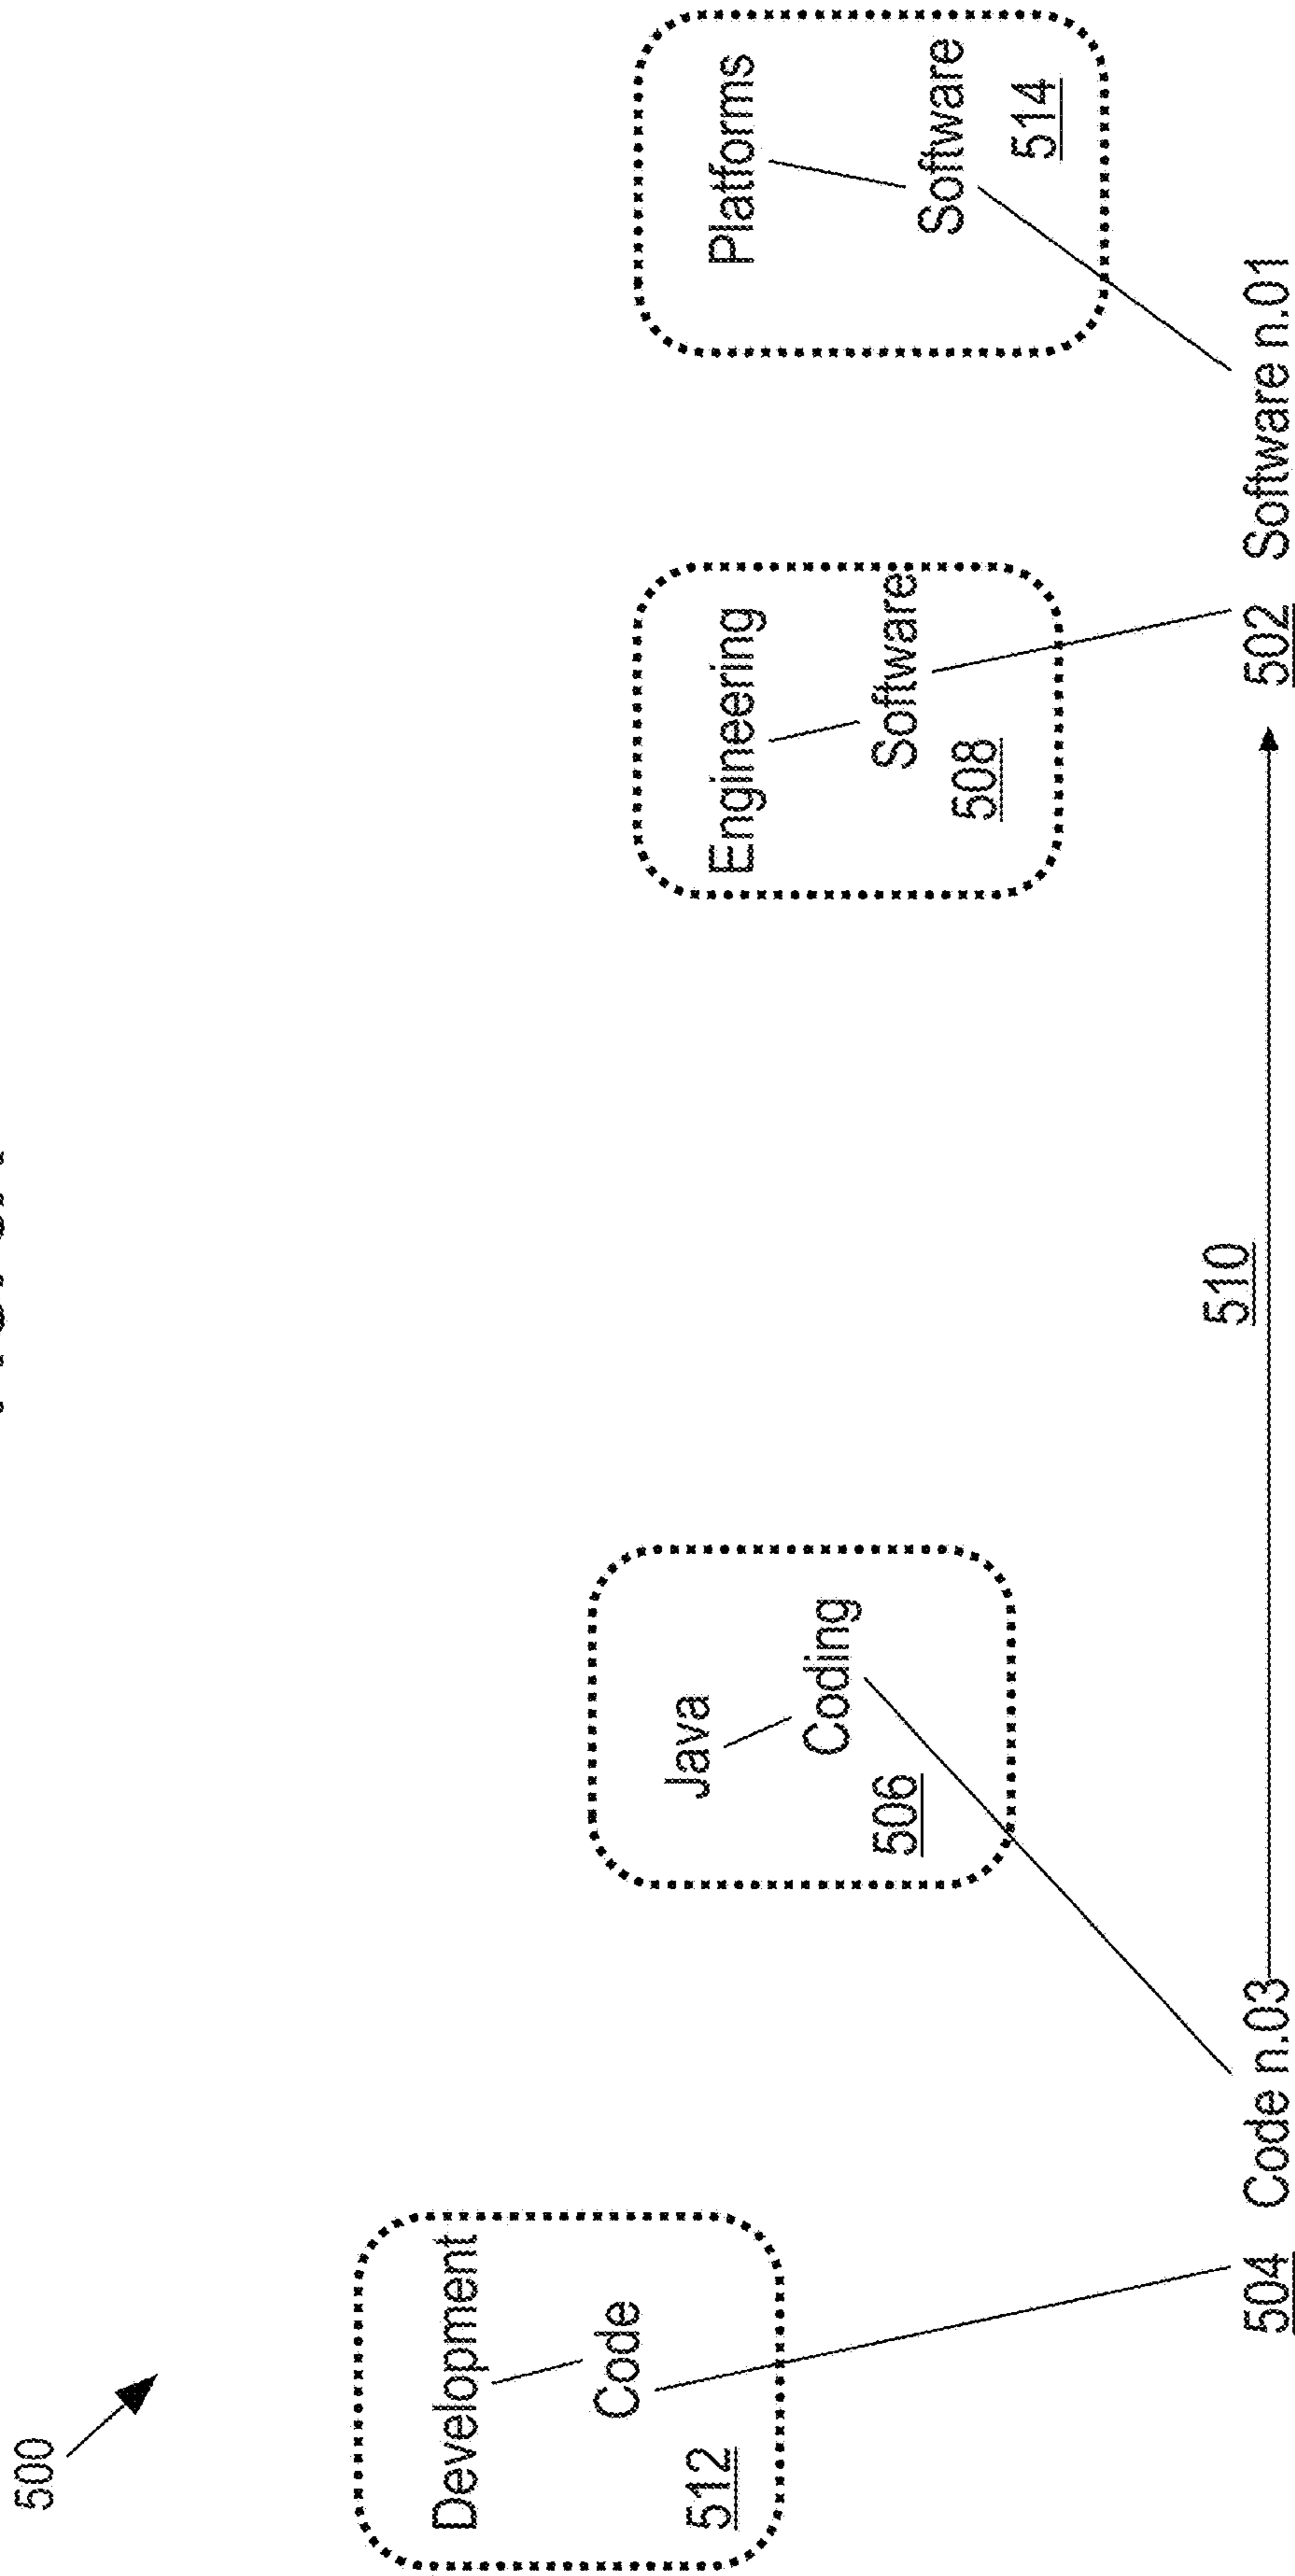 500
Development
Code
512
Java
Coding
506
Engineering
Software
508
Platforms
Software
514
510
504 Code n.03
502 Software n.01